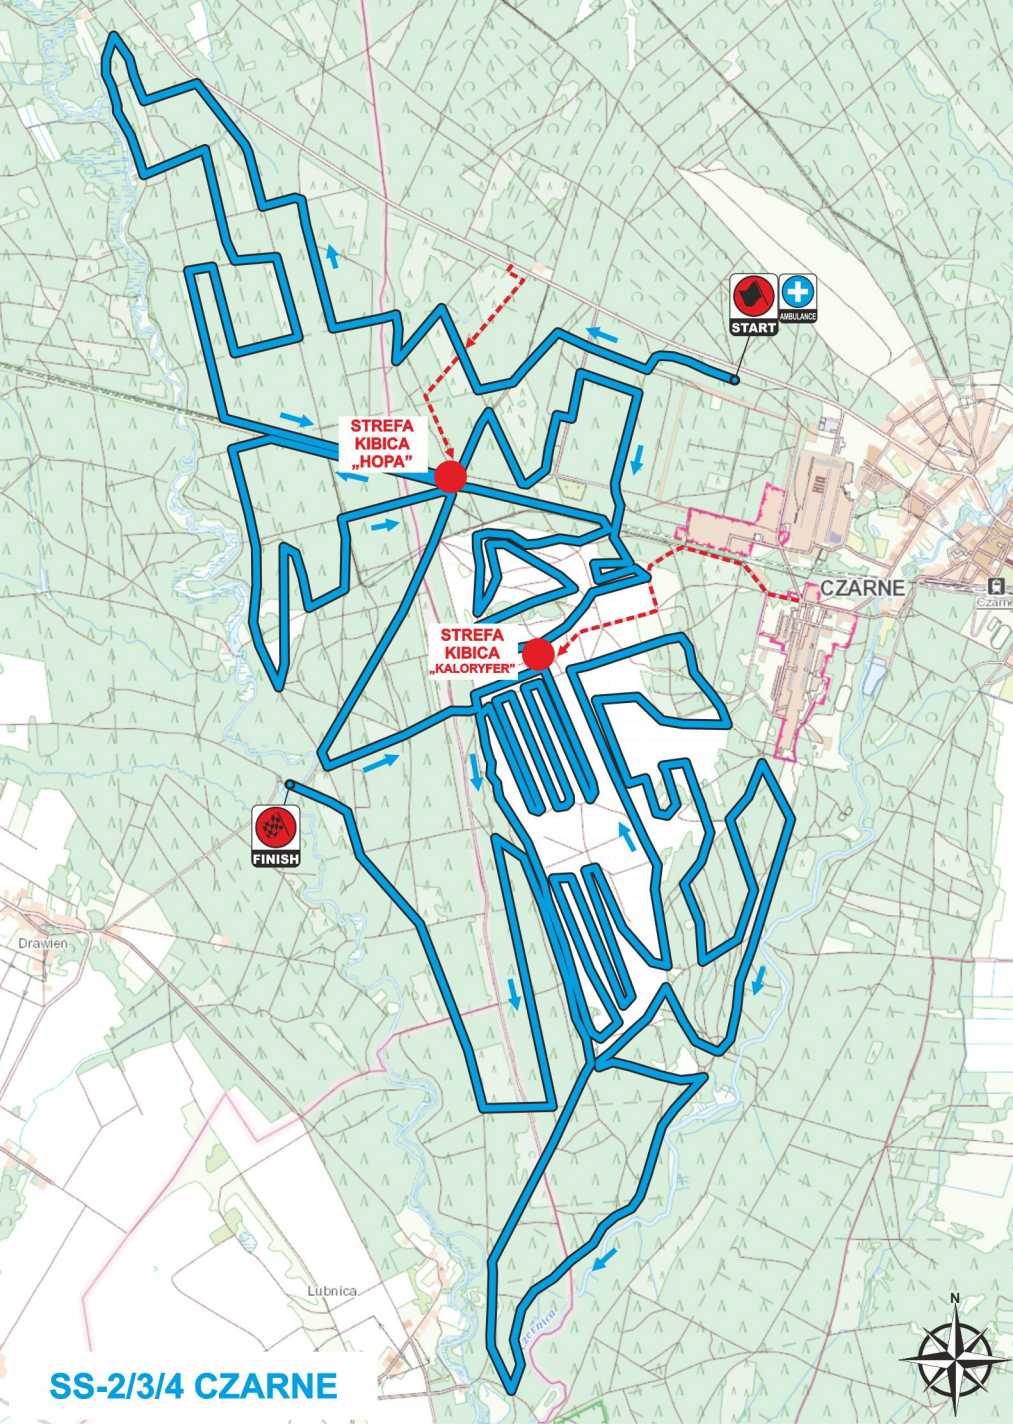 START
AMBULANCE
STREFA
KIBICA
„HOPA”
CZARNE
STREFA
KIBICA
„KALORYFER”
FINISH
Drawień
Lubnica
N
SS-2/3/4 CZARNE